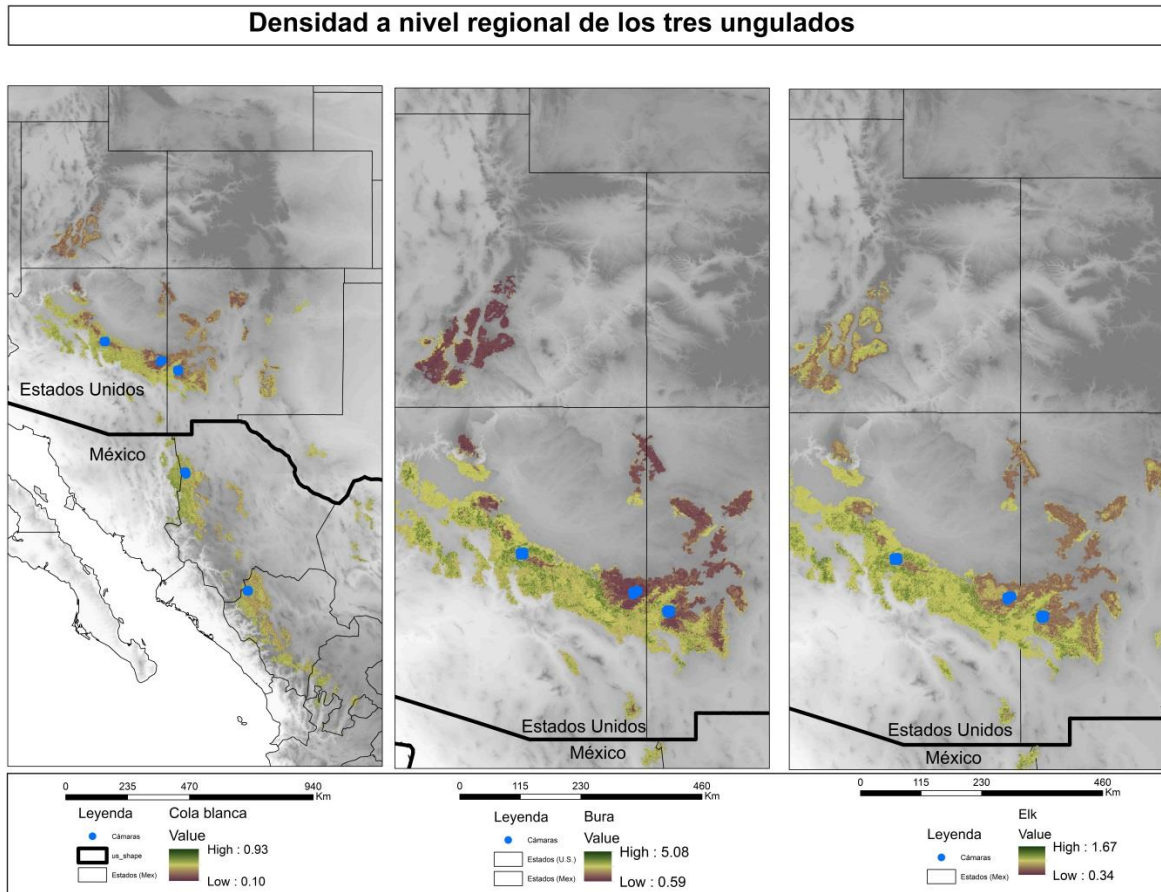 Densidad a nivel regional de los tres ungulados
Estados Unidos
México
Estados Unidos
México
Estados Unidos
México
0 235 470 940
Km
Leyenda
Cámaras
us_shape
Estados (Mex)
Cola blanca
Value
High : 0.93
Low : 0.10
0 115 230 460
Km
Leyenda
Cámaras
Estados (U.S.)
Estados (Mex)
Bura
Value
High : 5.08
Low : 0.59
0 115 230 460
Km
Leyenda
Cámaras
Estados (Mex)
Elk
Value
High : 1.67
Low : 0.34